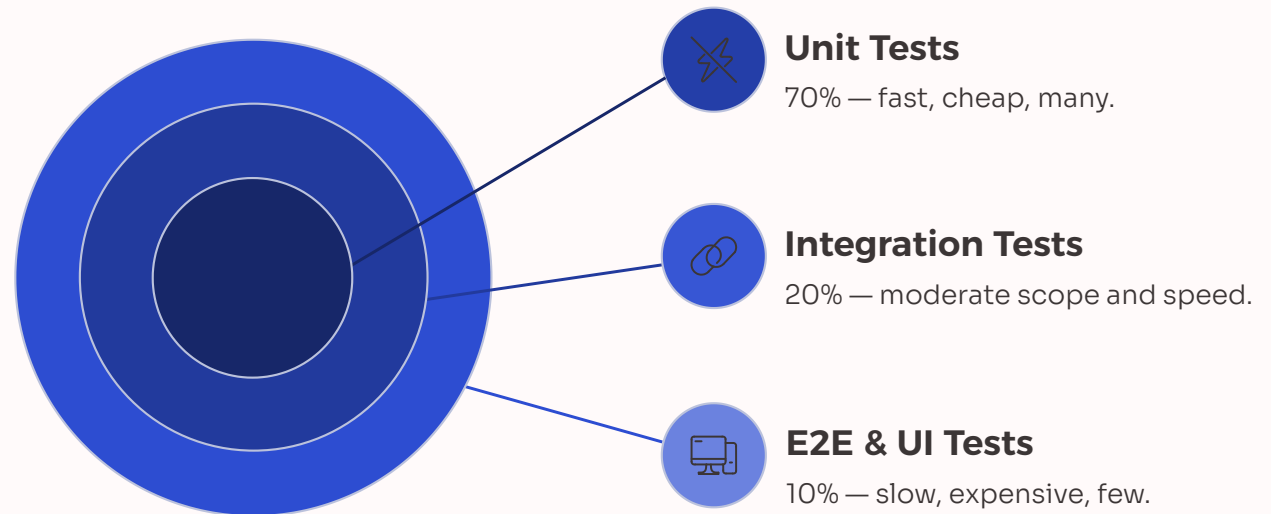 Unit Tests
70% — fast, cheap, many.
Integration Tests
20% — moderate scope and speed.
E2E & UI Tests
10% — slow, expensive, few.